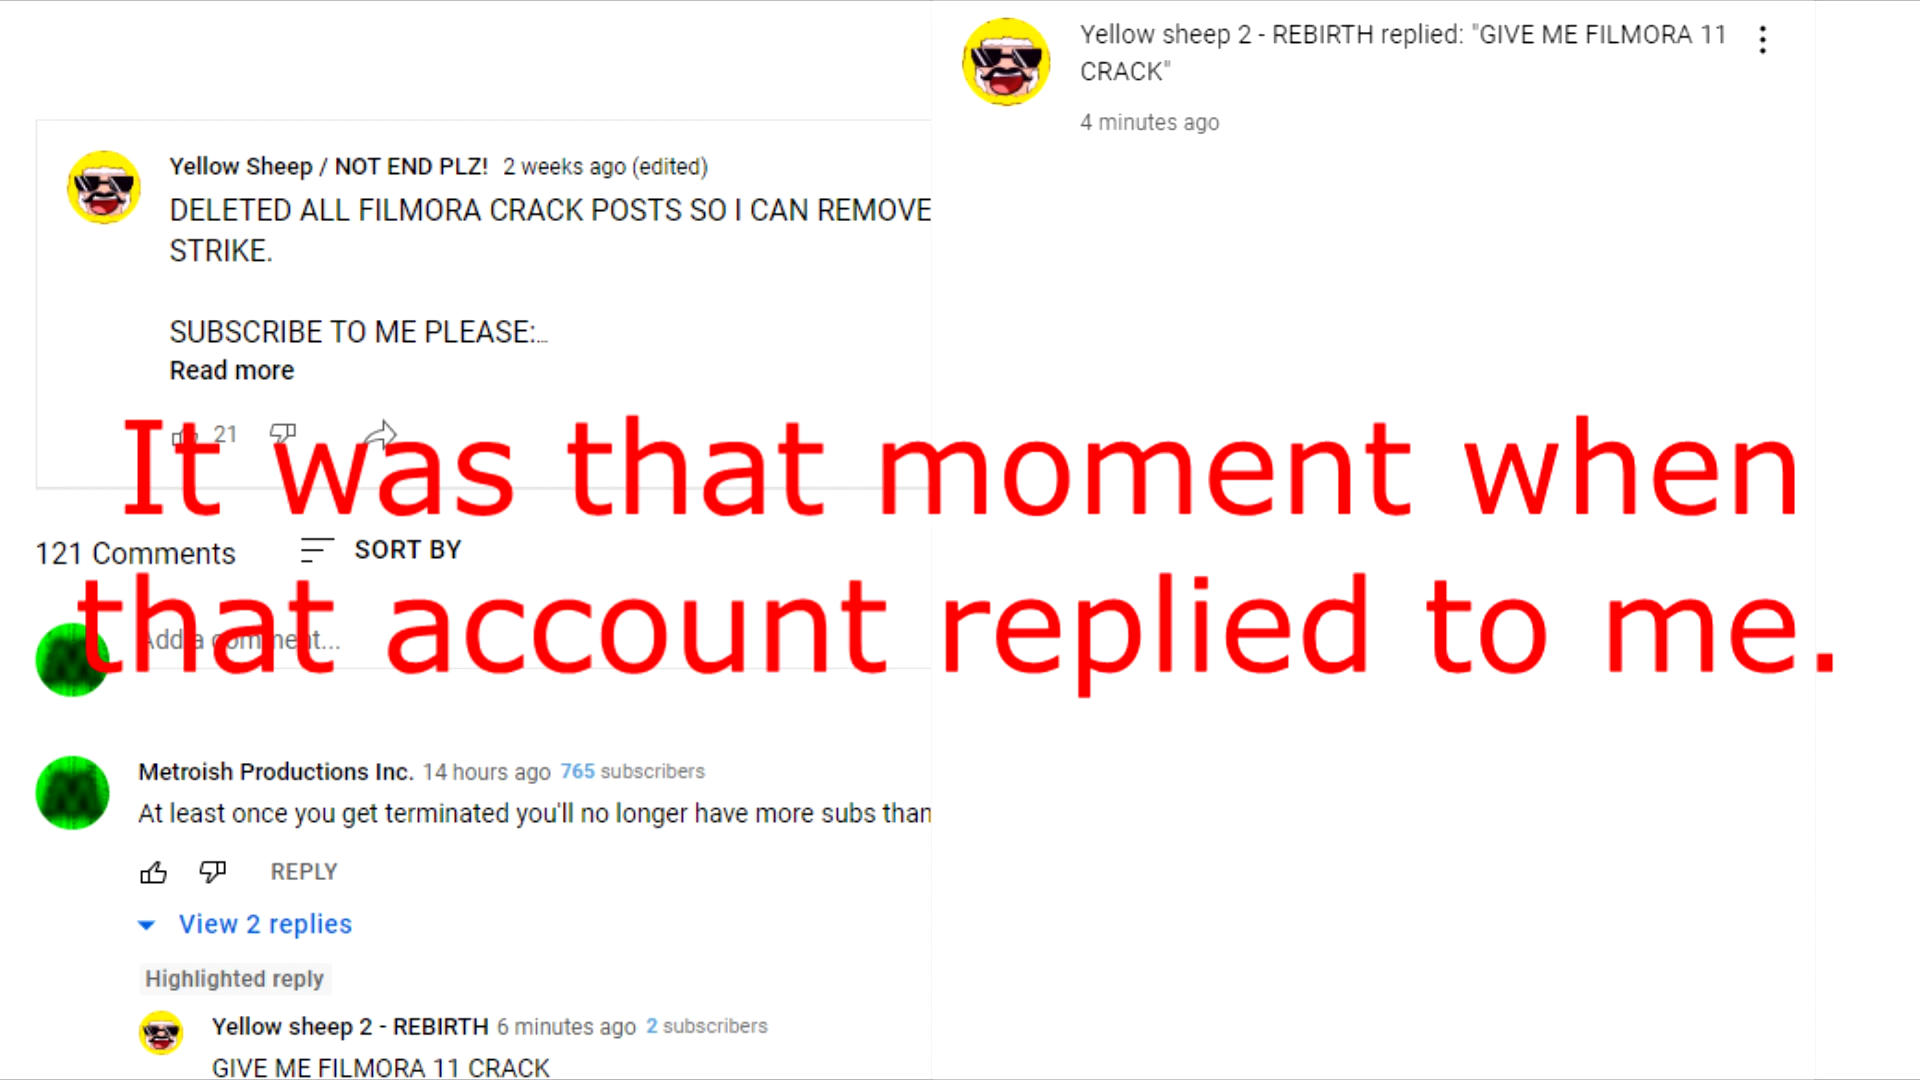 Yellow Sheep / NOT END PLZ! 2 weeks ago (edited)
DELETED ALL FILMORA CRACK POSTS SO I CAN REMOVE
STRIKE.
SUBSCRIBE TO ME PLEASE:...
Read more
21
Yellow sheep 2 - REBIRTH replied: "GIVE ME FILMORA 11
CRACK"
4 minutes ago
It was that moment when
that account replied to me.
121 Comments SORT BY
Add a comment...
Metroish Productions Inc. 14 hours ago 765 subscribers
At least once you get terminated you'll no longer have more subs than
REPLY
View 2 replies
Highlighted reply
Yellow sheep 2 - REBIRTH 6 minutes ago 2 subscribers
GIVE ME FILMORA 11 CRACK